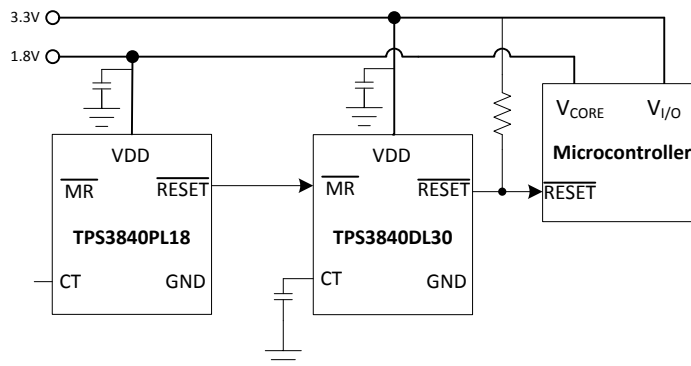 3.3V
1.8V
VDD
MR
RESET
TPS3840PL18
CT
GND
VDD
MR
RESET
TPS3840DL30
CT
GND
VCORE
VI/O
Microcontroller
RESET